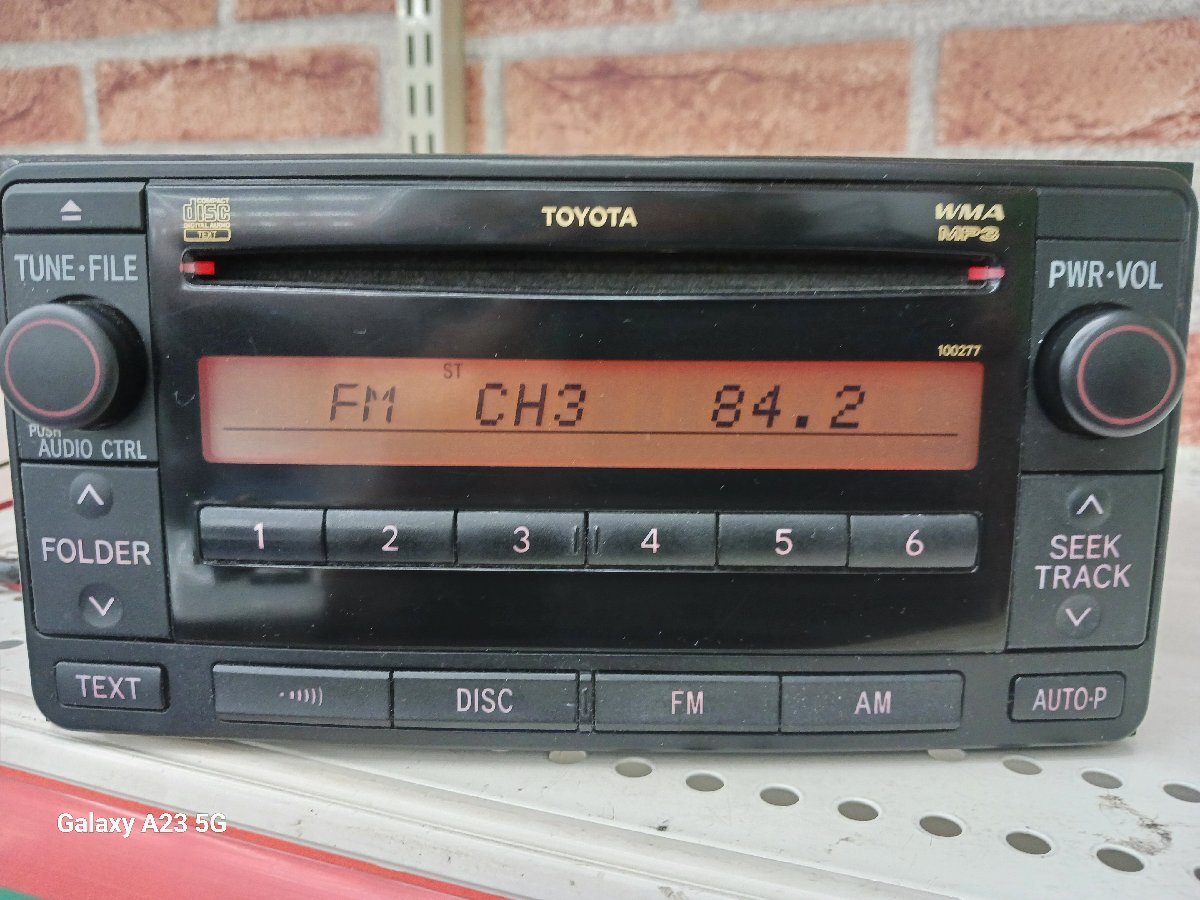 COMPACT
disc
DIGITAL AUDIO
TEXT
TOYOTA
WMA
MP3
TUNE•FILE
PWR•VOL
100277
ST
FM CH3 84.2
PUSH
AUDIO CTRL
1 2 3 4 5 6
FOLDER
SEEK
TRACK
TEXT
DISC
FM
AM
AUTO•P
Galaxy A23 5G